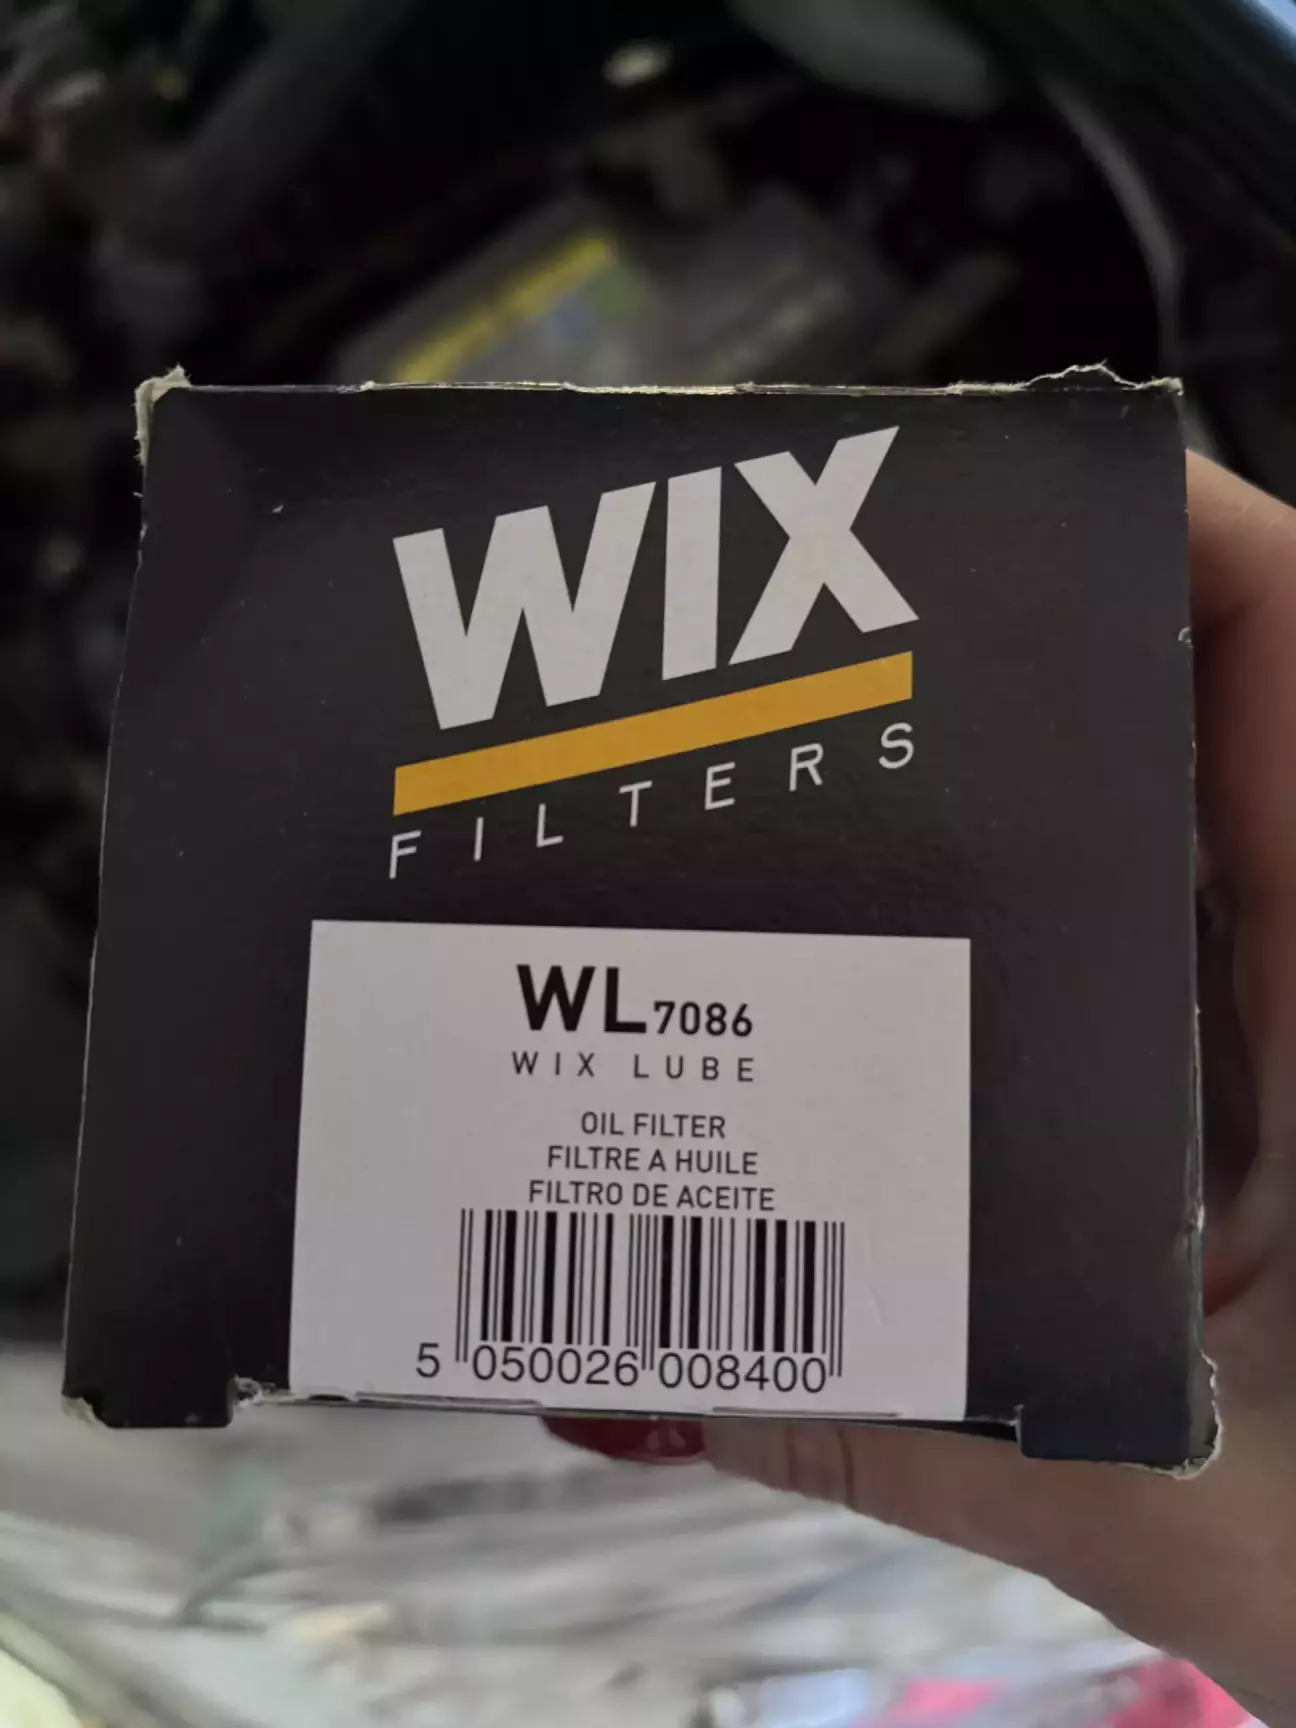 WIX
FILTERS
WL7086
WIX LUBE
OIL FILTER
FILTRE A HUILE
FILTRO DE ACEITE
5 050026 008400